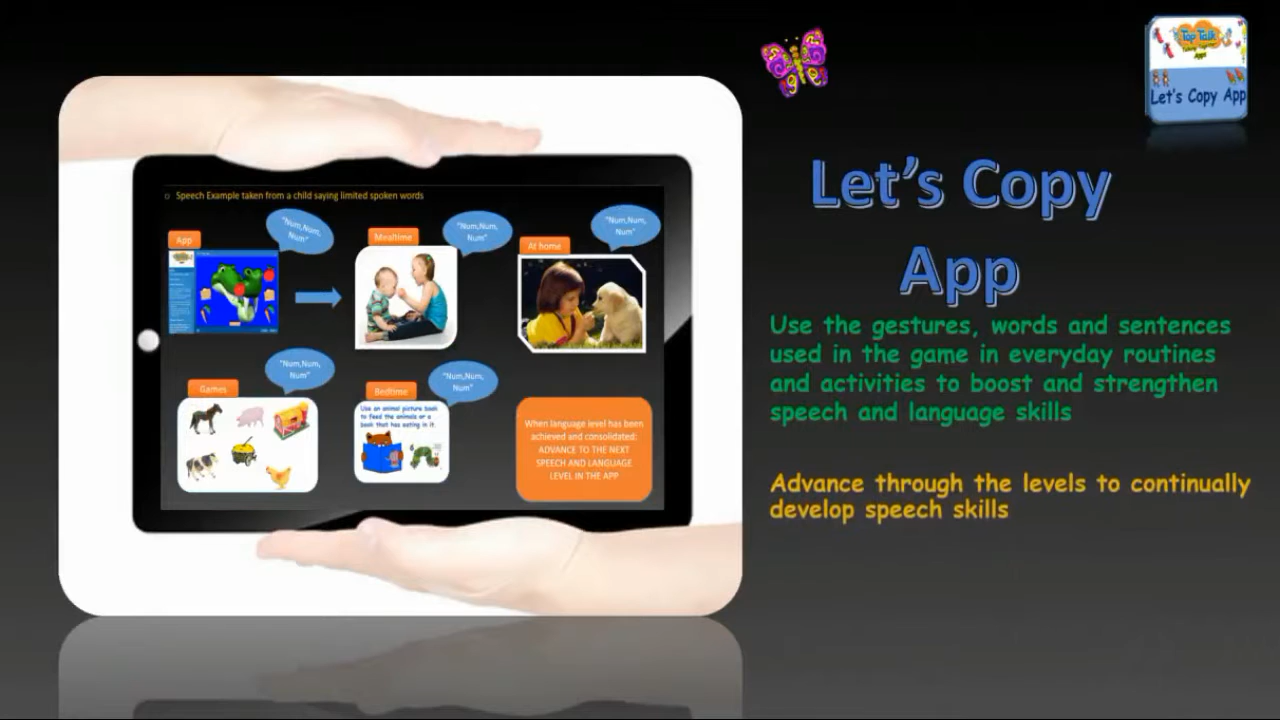 Top Talk
Apps
Let's Copy App
Let's Copy
App
Use the gestures, words and sentences
used in the game in everyday routines
and activities to boost and strengthen
speech and language skills
Advance through the levels to continually
develop speech skills
Speech Example taken from a child saying limited spoken words
App
"Num,Num,
Num"
Mealtime
"Num,Num,
Num"
At home
"Num,Num,
Num"
Games
"Num,Num,
Num"
Bedtime
"Num,Num,
Num"
Use an animal picture book
to feed the animals or a
book that has eating in it.
When language level has been
achieved and consolidated:
ADVANCE TO THE NEXT
SPEECH AND LANGUAGE
LEVEL IN THE APP